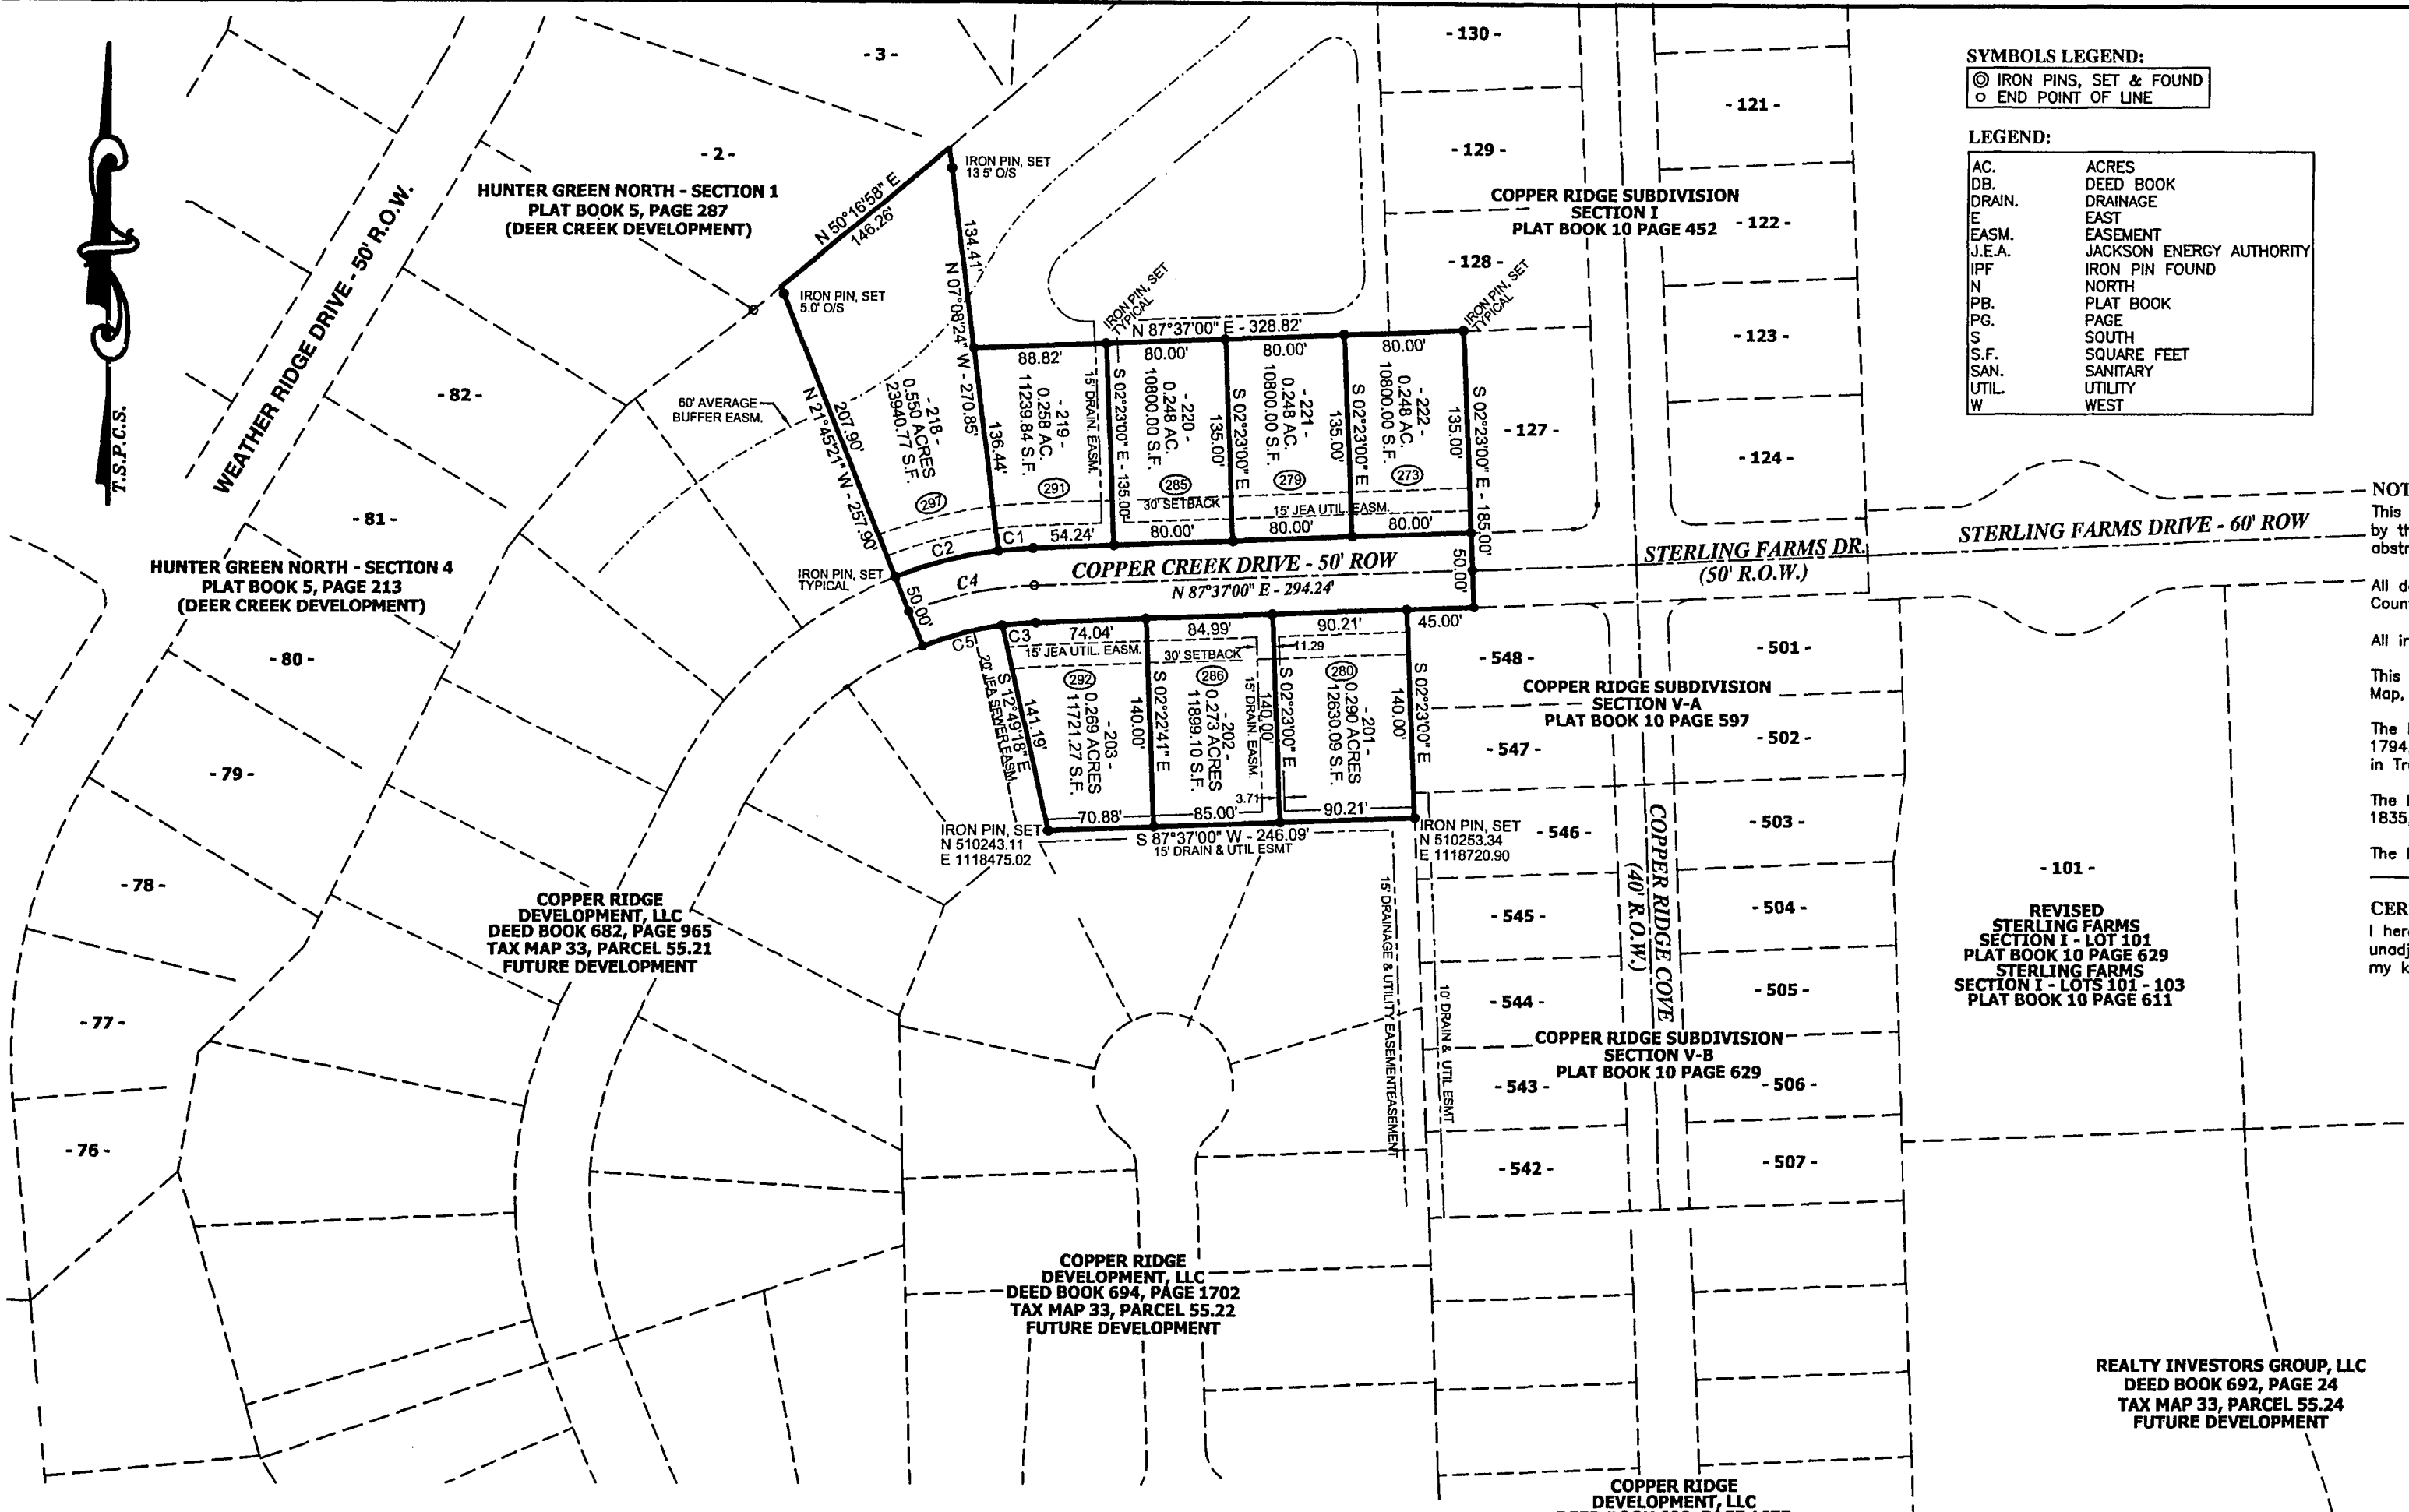 T.S.P.C.S.
- 3 -
- 2 -
HUNTER GREEN NORTH - SECTION 1
PLAT BOOK 5, PAGE 287
(DEER CREEK DEVELOPMENT)
WEATHER RIDGE DRIVE - 50' R.O.W.
- 82 -
- 81 -
HUNTER GREEN NORTH - SECTION 4
PLAT BOOK 5, PAGE 213
(DEER CREEK DEVELOPMENT)
- 80 -
- 79 -
- 78 -
- 77 -
- 76 -
N 50°16'58" E
146.26'
IRON PIN, SET
13 5' O/S
IRON PIN, SET
5.0' O/S
134.41'
N 07°08'24" W - 270.85'
136.44'
207.90'
N 21°45'21" W - 257.90'
60' AVERAGE
BUFFER EASM.
IRON PIN, SET
TYPICAL
N 87°37'00" E - 328.82'
IRON PIN, SET
TYPICAL
88.82'
80.00'
80.00'
80.00'
- 218 -
0.550 ACRES
23940.77 S.F.
297
- 219 -
0.258 AC.
11239.84 S.F.
291
15' DRAIN. EASM.
S 02°23'00" E - 135.00'
- 220 -
0.248 AC.
10800.00 S.F.
285
135.00'
S 02°23'00" E
- 221 -
0.248 AC.
10800.00 S.F.
279
135.00'
S 02°23'00" E
- 222 -
0.248 AC.
10800.00 S.F.
273
135.00'
S 02°23'00" E - 185.00'
30' SETBACK
15' JEA UTIL. EASM.
C2
C1
54.24'
80.00'
80.00'
80.00'
IRON PIN, SET
TYPICAL
50.00'
C4
COPPER CREEK DRIVE - 50' ROW
N 87°37'00" E - 294.24'
50.00'
C5
C3
74.04'
84.99'
90.21'
45.00'
15' JEA UTIL. EASM.
30' SETBACK
11.29
20' JEA SEWER EASM.
S 12°49'18" E
141.19'
292
- 203 -
0.269 ACRES
11721.27 S.F.
140.00'
S 02°22'41" E
286
- 202 -
0.273 ACRES
11899.10 S.F.
15' DRAIN. EASM.
140.00'
S 02°23'00" E
280
- 201 -
0.290 ACRES
12630.09 S.F.
140.00'
S 02°23'00" E
3.71
70.88'
85.00'
90.21'
S 87°37'00" W - 246.09'
15' DRAIN & UTIL ESMT
IRON PIN, SET
N 510243.11
E 1118475.02
IRON PIN, SET
N 510253.34
E 1118720.90
15' DRAINAGE & UTILITY EASEMENTEASEMENT
10' DRAIN & UTIL ESMT
COPPER RIDGE
DEVELOPMENT, LLC
DEED BOOK 682, PAGE 965
TAX MAP 33, PARCEL 55.21
FUTURE DEVELOPMENT
COPPER RIDGE
DEVELOPMENT, LLC
DEED BOOK 694, PAGE 1702
TAX MAP 33, PARCEL 55.22
FUTURE DEVELOPMENT
- 130 -
- 129 -
- 128 -
- 127 -
COPPER RIDGE SUBDIVISION
SECTION I
PLAT BOOK 10 PAGE 452
- 121 -
- 122 -
- 123 -
- 124 -
STERLING FARMS DR.
(50' R.O.W.)
STERLING FARMS DRIVE - 60' ROW
- 548 -
- 501 -
COPPER RIDGE SUBDIVISION
SECTION V-A
PLAT BOOK 10 PAGE 597
- 547 -
- 502 -
- 546 -
- 503 -
- 545 -
- 504 -
- 544 -
- 505 -
COPPER RIDGE COVE
(40' R.O.W.)
COPPER RIDGE SUBDIVISION
SECTION V-B
PLAT BOOK 10 PAGE 629
- 543 -
- 506 -
- 542 -
- 507 -
- 101 -
REVISED
STERLING FARMS
SECTION I - LOT 101
PLAT BOOK 10 PAGE 629
STERLING FARMS
SECTION I - LOTS 101 - 103
PLAT BOOK 10 PAGE 611
REALTY INVESTORS GROUP, LLC
DEED BOOK 692, PAGE 24
TAX MAP 33, PARCEL 55.24
FUTURE DEVELOPMENT
COPPER RIDGE
DEVELOPMENT, LLC
SYMBOLS LEGEND:
IRON PINS, SET & FOUND
END POINT OF LINE
LEGEND:
AC. ACRES
DB. DEED BOOK
DRAIN. DRAINAGE
E EAST
EASM. EASEMENT
J.E.A. JACKSON ENERGY AUTHORITY
IPF IRON PIN FOUND
N NORTH
PB. PLAT BOOK
PG. PAGE
S SOUTH
S.F. SQUARE FEET
SAN. SANITARY
UTIL. UTILITY
W WEST
NOT
This
by th
abstr
All d
Coun
All ir
This
Map,
The
1794,
in Tr
The
1835,
The
CER
I her
unadj
my k